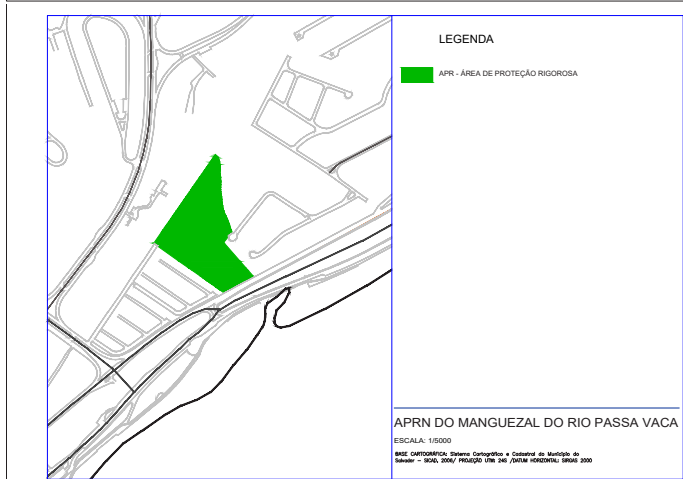 LEGENDA
APR - ÁREA DE PROTEÇÃO RIGOROSA
APRN DO MANGUEZAL DO RIO PASSA VACA
ESCALA: 1/5000
BASE CARTOGRÁFICA: Sistema Cartográfico e Cadastral do Município do
Salvador - SICAD, 2006/ PROJEÇÃO UTM: 24S /DATUM HORIZONTAL: SIRGAS 2000